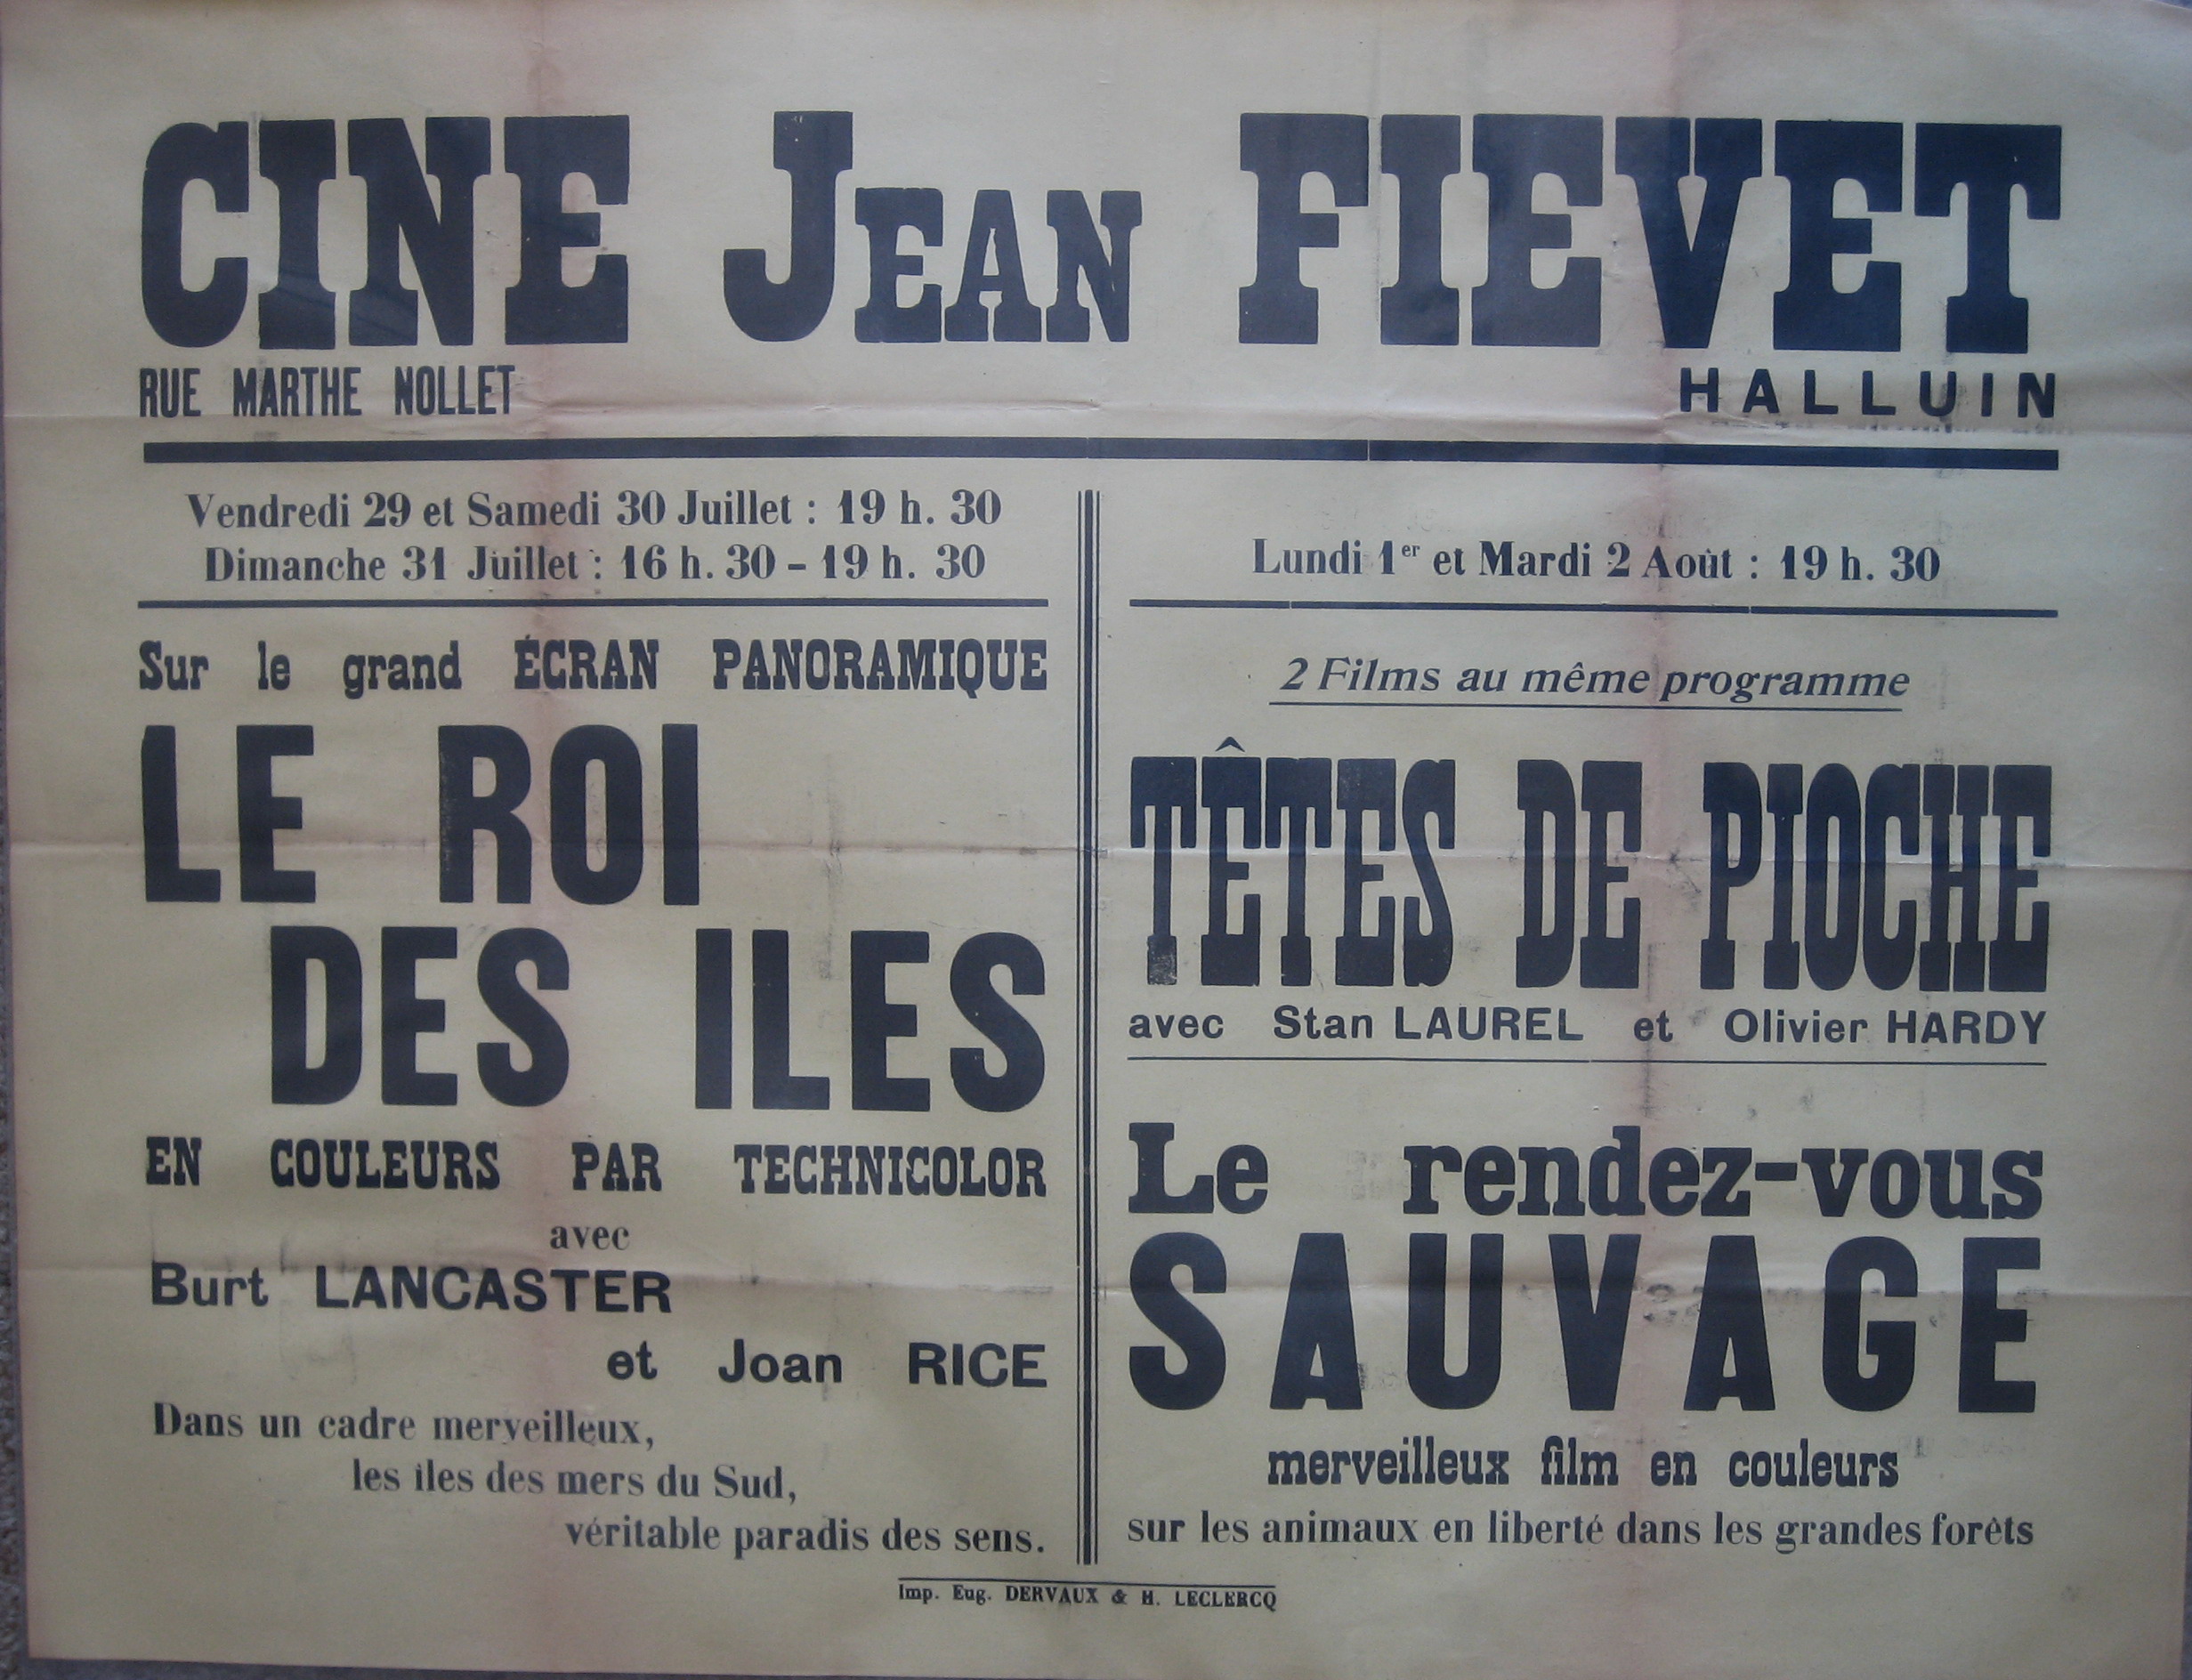 CINE JEAN FIEVET
RUE MARTHE NOLLET HALLUIN
Vendredi 29 et Samedi 30 Juillet : 19 h. 30
Dimanche 31 Juillet : 16 h. 30 - 19 h. 30
Sur le grand ÉCRAN PANORAMIQUE
LE ROI
DES ILES
EN COULEURS PAR TECHNICOLOR
avec
Burt LANCASTER
et Joan RICE
Dans un cadre merveilleux,
les îles des mers du Sud,
véritable paradis des sens.
Lundi 1er et Mardi 2 Août : 19 h. 30
2 Films au même programme
TÊTES DE PIOCHE
avec Stan LAUREL et Olivier HARDY
Le rendez-vous
SAUVAGE
merveilleux film en couleurs
sur les animaux en liberté dans les grandes forêts
Imp. Eug. DERVAUX & H. LECLERCQ